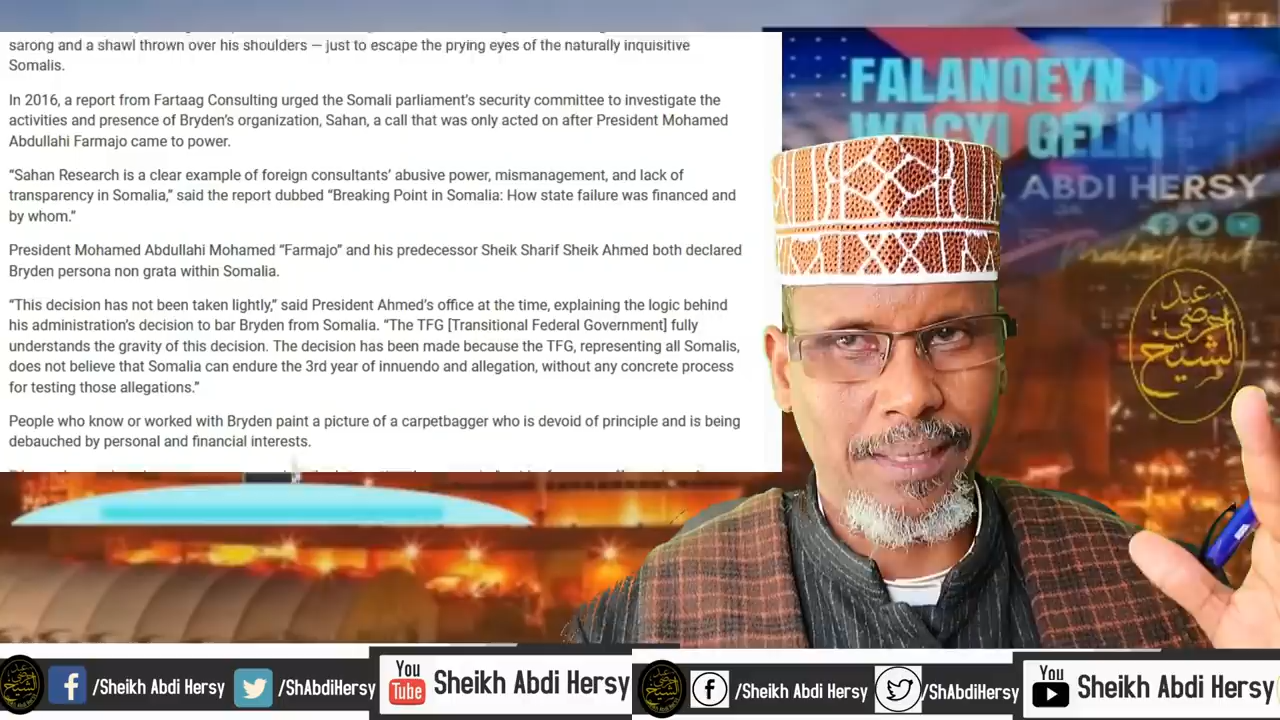 sarong and a shawl thrown over his shoulders — just to escape the prying eyes of the naturally inquisitive
Somalis.
In 2016, a report from Fartaag Consulting urged the Somali parliament's security committee to investigate the
activities and presence of Bryden's organization, Sahan, a call that was only acted on after President Mohamed
Abdullahi Farmajo came to power.
“Sahan Research is a clear example of foreign consultants’ abusive power, mismanagement, and lack of
transparency in Somalia,” said the report dubbed “Breaking Point in Somalia: How state failure was financed and
by whom.”
President Mohamed Abdullahi Mohamed “Farmajo” and his predecessor Sheik Sharif Sheik Ahmed both declared
Bryden persona non grata within Somalia.
“This decision has not been taken lightly,” said President Ahmed’s office at the time, explaining the logic behind
his administration’s decision to bar Bryden from Somalia. “The TFG [Transitional Federal Government] fully
understands the gravity of this decision. The decision has been made because the TFG, representing all Somalis,
does not believe that Somalia can endure the 3rd year of innuendo and allegation, without any concrete process
for testing those allegations.”
People who know or worked with Bryden paint a picture of a carpetbagger who is devoid of principle and is being
debauched by personal and financial interests.
FALANQEYN IYO
WACYI GELIN
ABDI HERSY
عبد
الشيخ
/Sheikh Abdi Hersy
/ShAbdiHersy
You
Tube
Sheikh Abdi Hersy
/Sheikh Abdi Hersy
/ShAbdiHersy
You
Sheikh Abdi Hersy